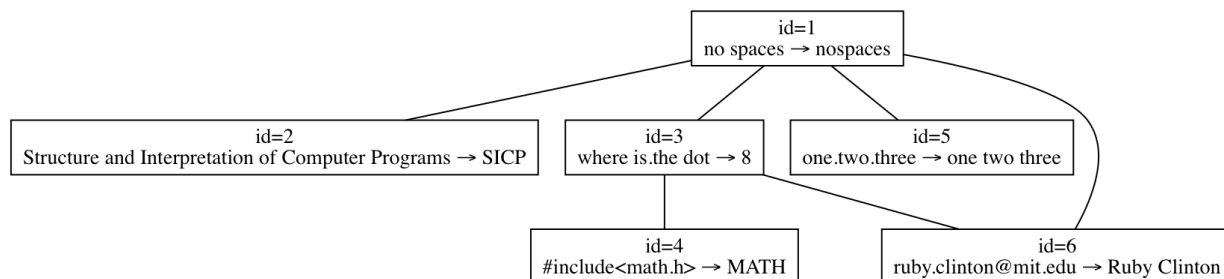 id=1
no spaces → nospaces
id=2
Structure and Interpretation of Computer Programs → SICP
id=3
where is.the dot → 8
id=5
one.two.three → one two three
id=4
#include<math.h> → MATH
id=6
ruby.clinton@mit.edu → Ruby Clinton